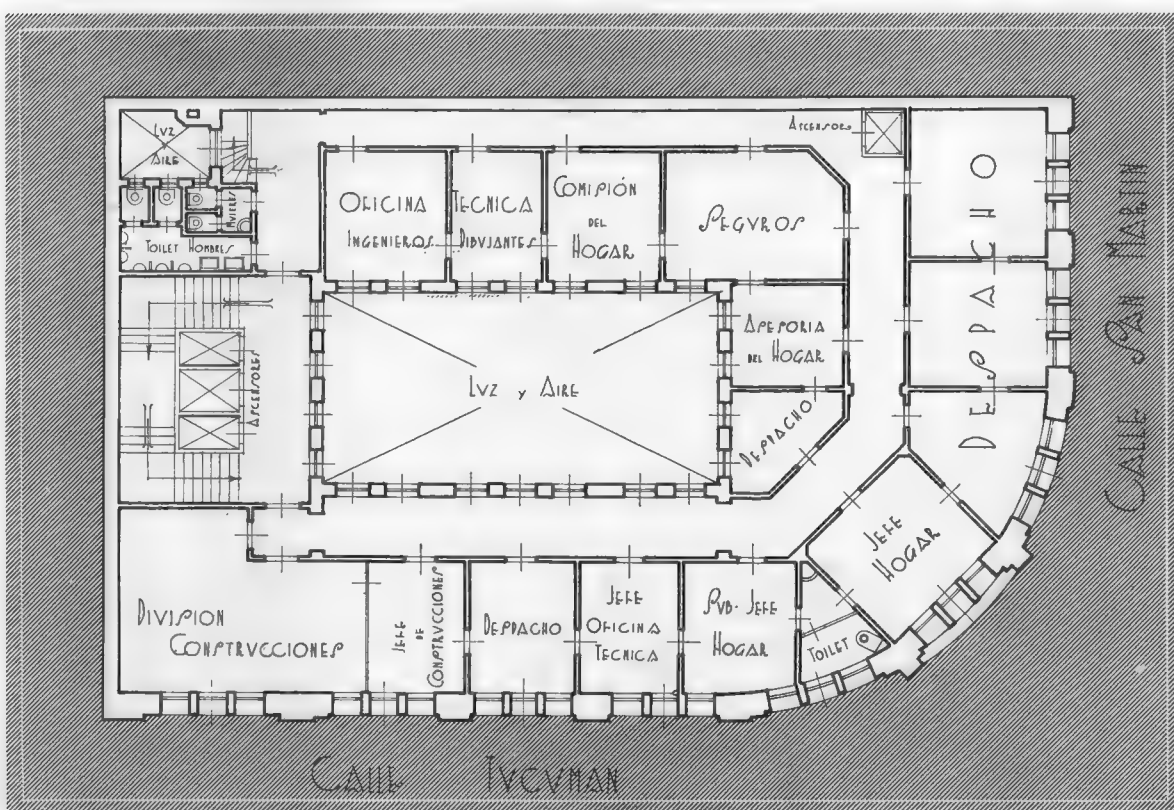 LUZ
Y
AIRE
ASCENSOR
MUJERES
TOILET HOMBRES
OFICINA
INGENIEROS
TECNICA
DIBUJANTES
COMISIÓN
DEL
HOGAR
SEGUROS
DESPACHO
CALLE SAN MARTIN
ASCENSORES
LUZ y AIRE
ASESORIA
DEL HOGAR
DESPACHO
JEFE
HOGAR
DIVISION
CONSTRUCCIONES
JEFE
DE
CONSTRUCCIONES
DESPACHO
JEFE
OFICINA
TECNICA
SUB-JEFE
HOGAR
TOILET
CALLE TUCUMAN